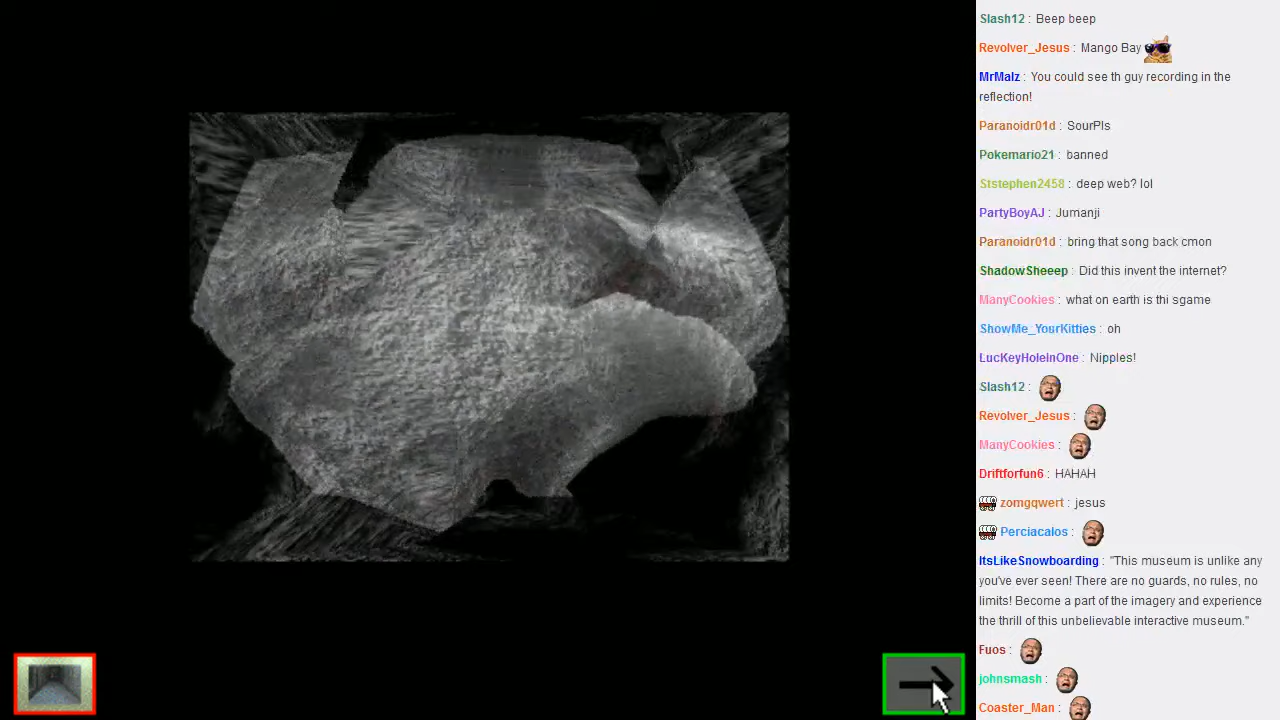 Slash12 : Beep beep
Revolver_Jesus : Mango Bay
MrMalz : You could see th guy recording in the
reflection!
Paranoidr01d : SourPls
Pokemario21 : banned
Ststephen2458 : deep web? lol
PartyBoyAJ : Jumanji
Paranoidr01d : bring that song back cmon
ShadowSheeep : Did this invent the internet?
ManyCookies : what on earth is thi sgame
ShowMe_YourKitties : oh
LucKeyHoleInOne : Nipples!
Slash12 :
Revolver_Jesus :
ManyCookies :
Driftforfun6 : HAHAH
zomgqwert : jesus
Perciacalos :
ItsLikeSnowboarding : "This museum is unlike any
you've ever seen! There are no guards, no rules, no
limits! Become a part of the imagery and experience
the thrill of this unbelievable interactive museum."
Fuos :
johnsmash :
Coaster_Man :